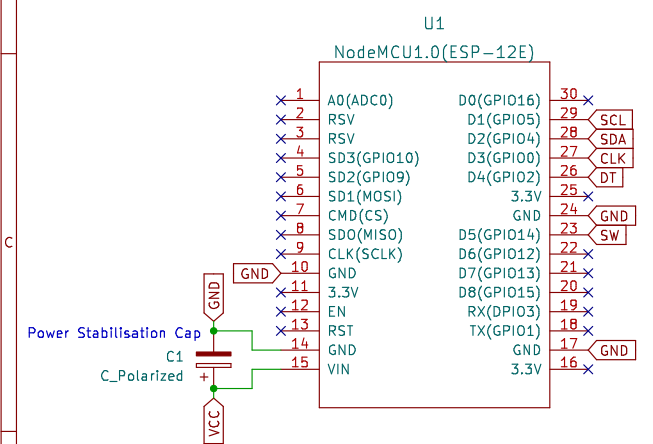 U1
NodeMCU1.0(ESP-12E)
1 A0(ADC0) D0(GPIO16) 30
2 RSV D1(GPIO5) 29 SCL
3 RSV D2(GPIO4) 28 SDA
4 SD3(GPIO10) D3(GPIO0) 27 CLK
5 SD2(GPIO9) D4(GPIO2) 26 DT
6 SD1(MOSI) 3.3V 25
7 CMD(CS) GND 24 GND
C
8 SD0(MISO) D5(GPIO14) 23 SW
9 CLK(SCLK) D6(GPIO12) 22
GND 10 GND D7(GPIO13) 21
11 3.3V D8(GPIO15) 20
GND
12 EN RX(DPIO3) 19
13 RST TX(GPIO1) 18
Power Stabilisation Cap
14 GND GND 17 GND
C1
15 VIN 3.3V 16
C_Polarized
+
VCC